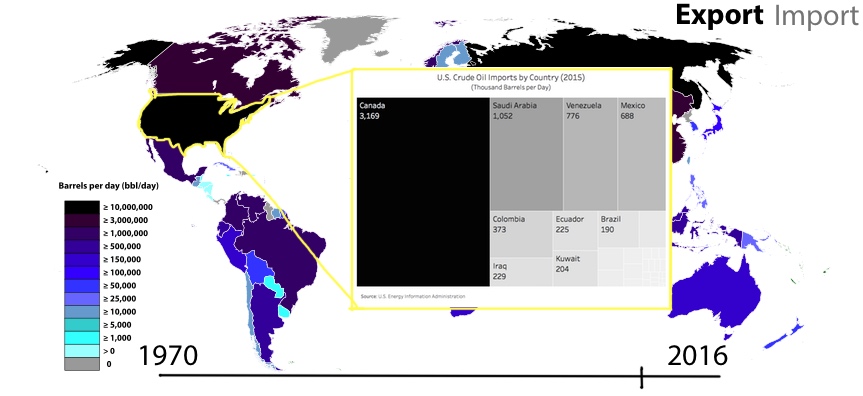 Export Import
U.S. Crude Oil Imports by Country (2015)
(Thousand Barrels per Day)
Canada
3,169
Saudi Arabia
1,052
Venezuela
776
Mexico
688
Colombia
373
Ecuador
225
Brazil
190
Iraq
229
Kuwait
204
Source: U.S. Energy Information Administration
Barrels per day (bbl/day)
≥ 10,000,000
≥ 3,000,000
≥ 1,000,000
≥ 500,000
≥ 150,000
≥ 100,000
≥ 50,000
≥ 25,000
≥ 10,000
≥ 5,000
≥ 1,000
> 0
0
1970
2016